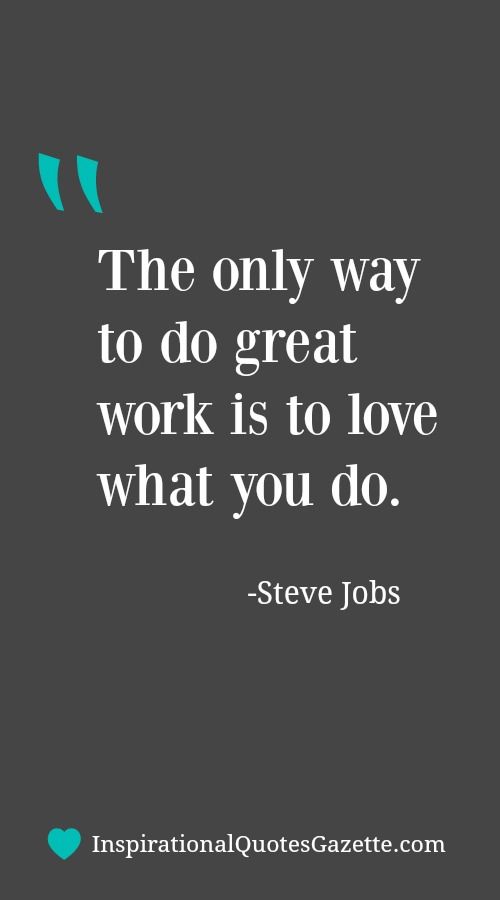 "
The only way
to do great
work is to love
what you do.
-Steve Jobs
InspirationalQuotesGazette.com